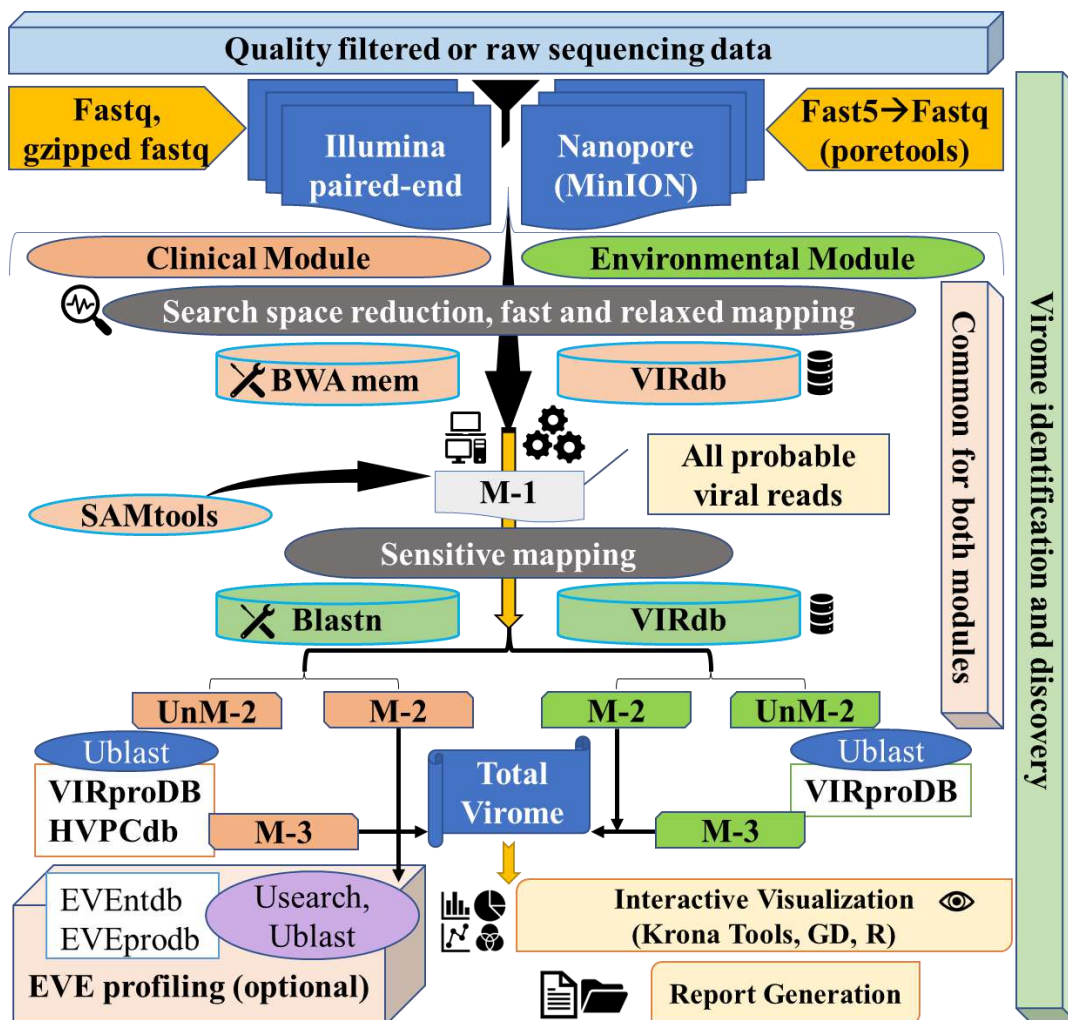 Quality filtered or raw sequencing data
Fastq,
gzipped fastq
Illumina
paired-end
Nanopore
(MinION)
Fast5→Fastq
(poretools)
Clinical Module
Environmental Module
Search space reduction, fast and relaxed mapping
BWA mem
VIRdb
M-1
All probable
viral reads
SAMtools
Sensitive mapping
Blastn
VIRdb
Common for both modules
Virome identification and discovery
UnM-2
M-2
M-2
UnM-2
Ublast
VIRproDB
HVPCdb
M-3
Total
Virome
Ublast
VIRproDB
M-3
EVEntdb
EVEprodb
Usearch,
Ublast
EVE profiling (optional)
Interactive Visualization
(Krona Tools, GD, R)
Report Generation